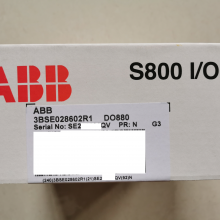 ABB
S800 I/O
ABB
3BSE028602R1 DO880
Serial No: SE2 QV PR: N G3